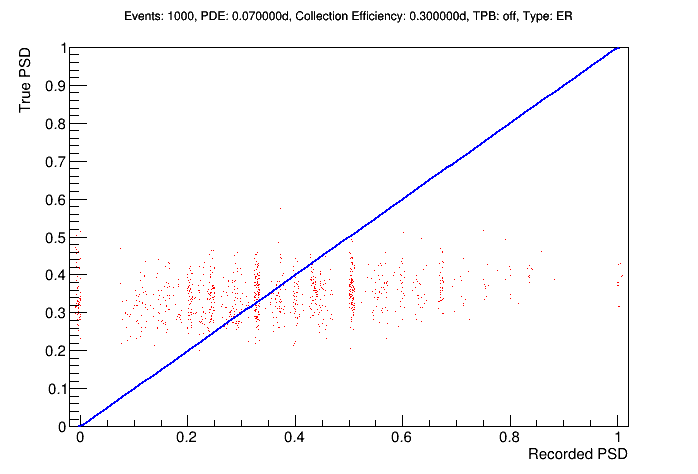 Events: 1000, PDE: 0.070000d, Collection Efficiency: 0.300000d, TPB: off, Type: ER
True PSD
1
0.9
0.8
0.7
0.6
0.5
0.4
0.3
0.2
0.1
0
0 0.2 0.4 0.6 0.8 1
Recorded PSD